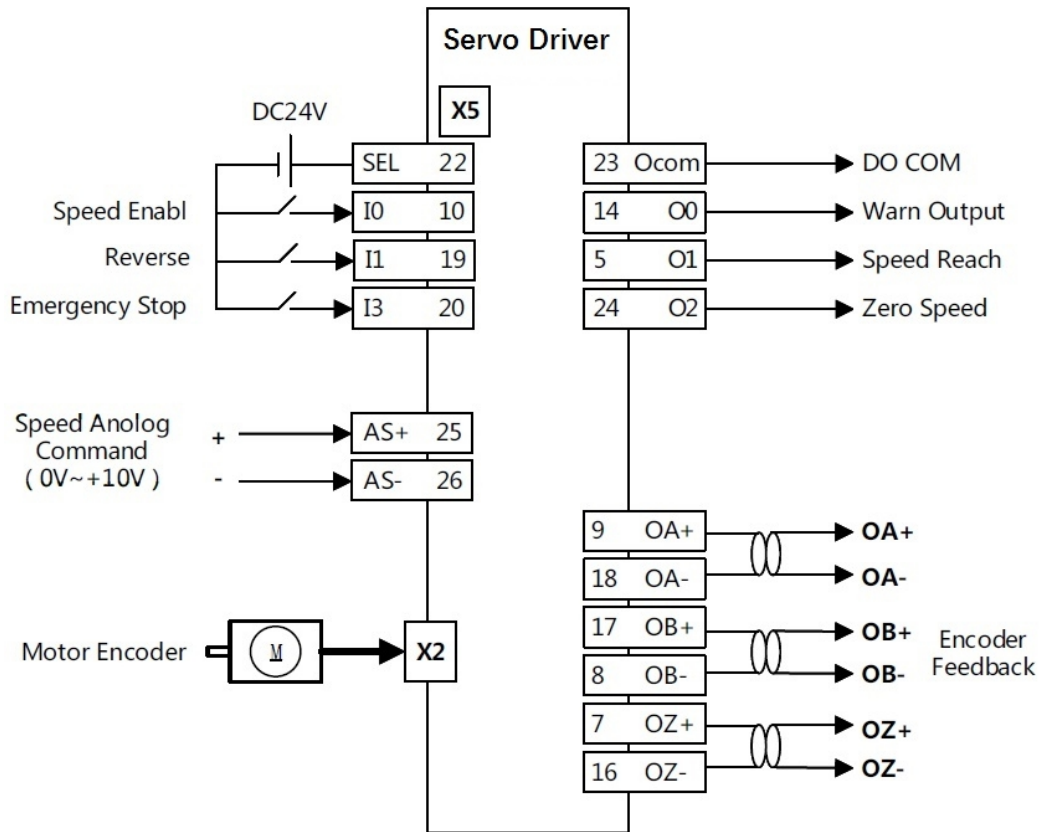 Servo Driver
X5
DC24V
SEL 22
Speed Enabl
I0 10
Reverse
I1 19
Emergency Stop
I3 20
23 Ocom
DO COM
14 O0
Warn Output
5 O1
Speed Reach
24 O2
Zero Speed
Speed Anolog
Command
( 0V~+10V )
+
AS+ 25
-
AS- 26
Motor Encoder
M
X2
9 OA+
OA+
18 OA-
OA-
17 OB+
OB+
8 OB-
OB-
7 OZ+
OZ+
16 OZ-
OZ-
Encoder
Feedback